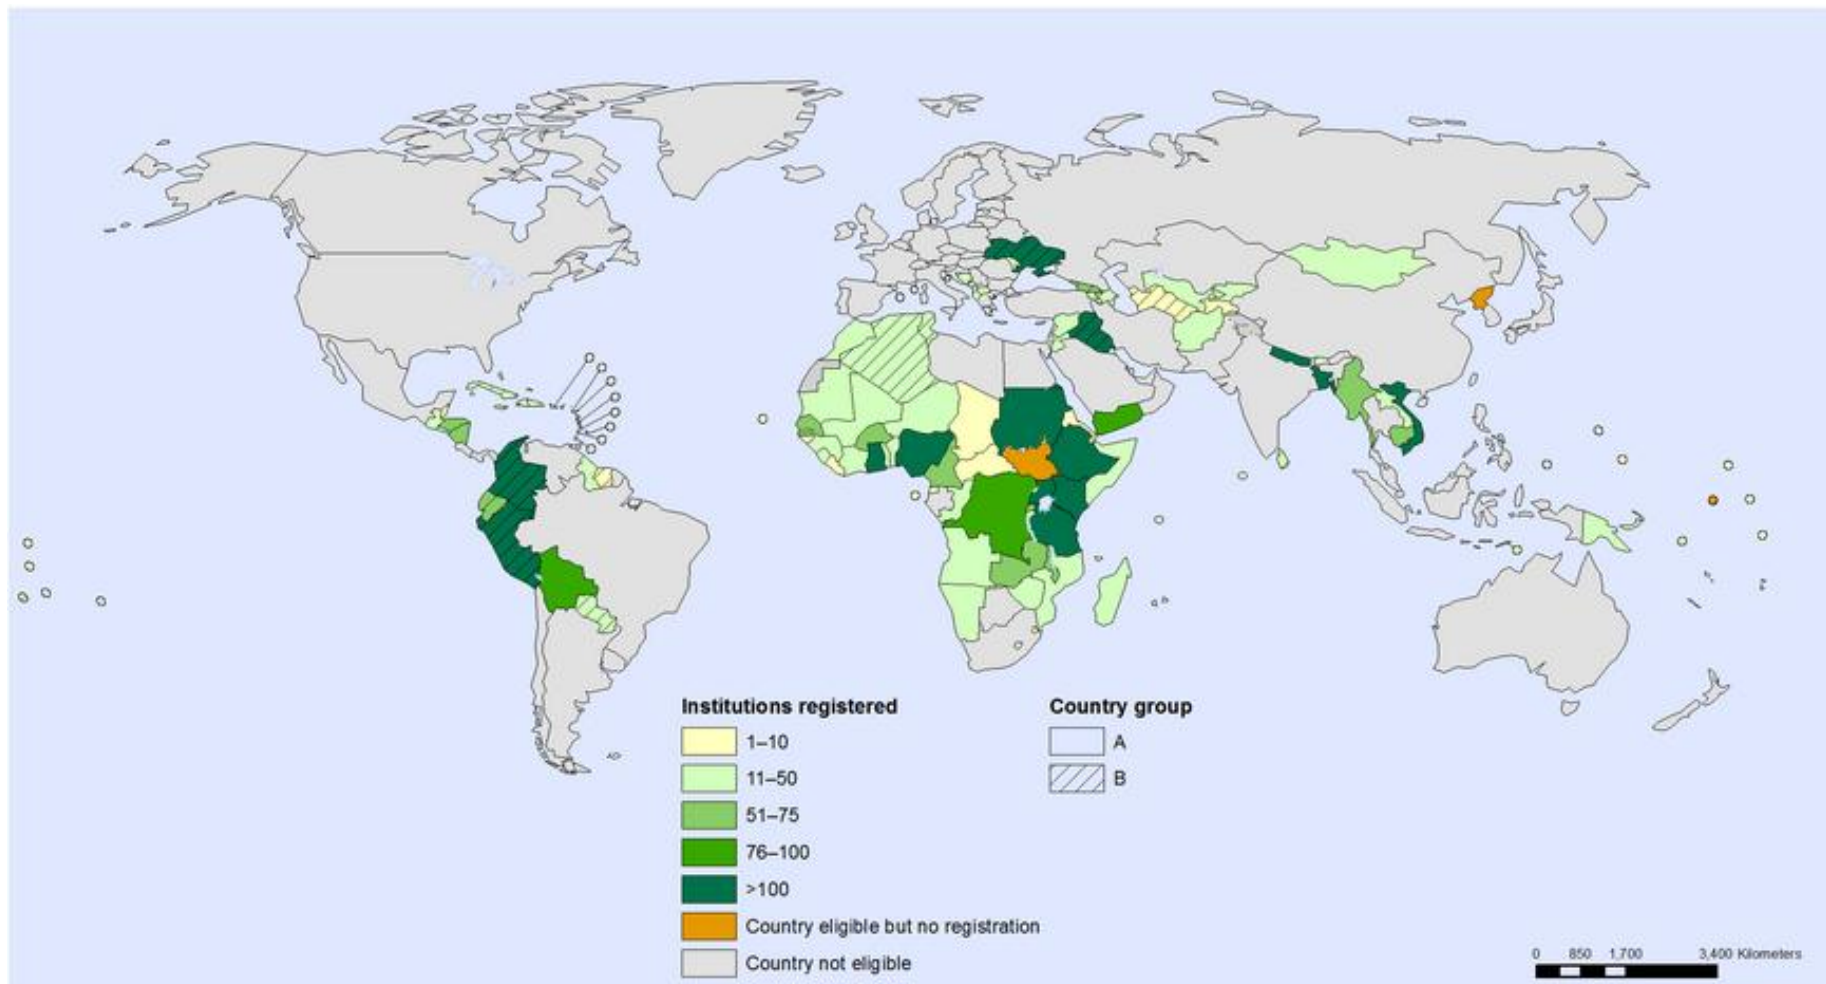 Institutions registered
1–10
11–50
51–75
76–100
>100
Country eligible but no registration
Country not eligible
Country group
A
B
0 850 1,700 3,400 Kilometers